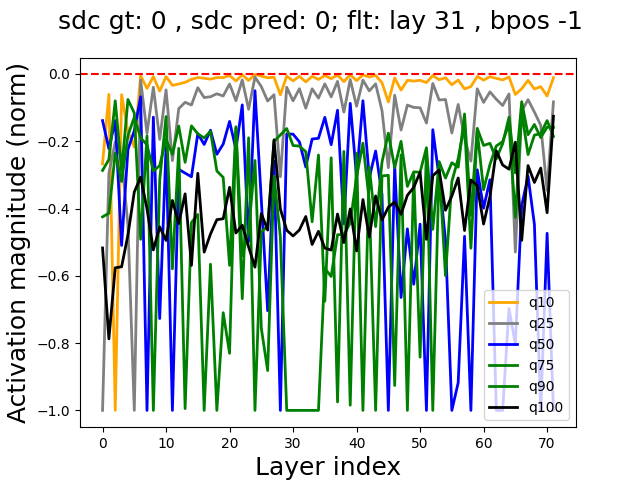 sdc gt: 0 , sdc pred: 0; flt: lay 31 , bpos -1
Activation magnitude (norm)
0.0
−0.2
−0.4
−0.6
−0.8
−1.0
q10
q25
q50
q75
q90
q100
0 10 20 30 40 50 60 70
Layer index